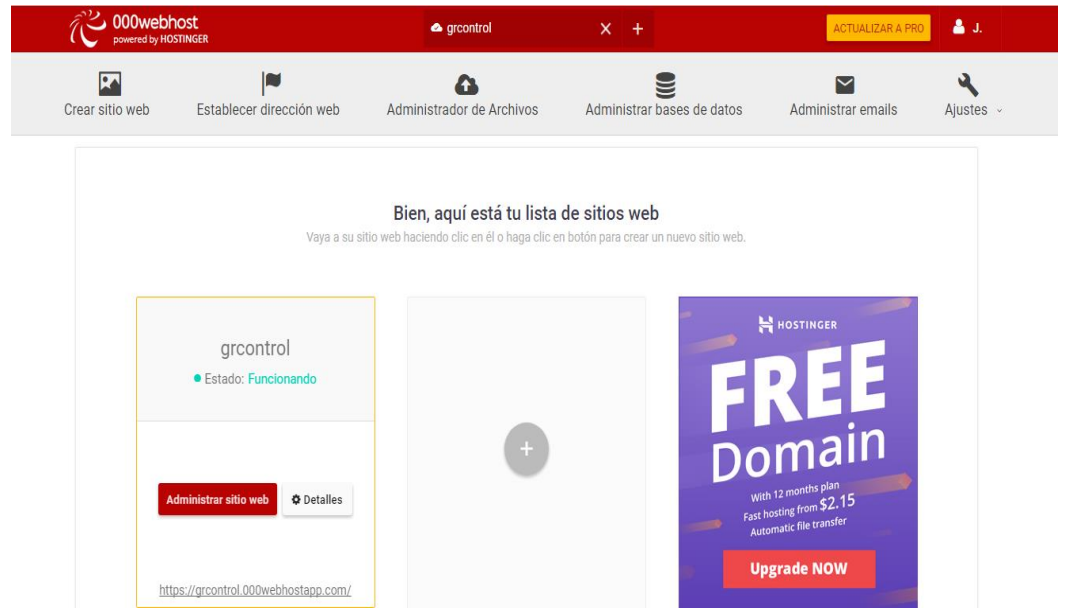 000webhost
powered by HOSTINGER
grcontrol
ACTUALIZAR A PRO
J.
Crear sitio web
Establecer dirección web
Administrador de Archivos
Administrar bases de datos
Administrar emails
Ajustes
Bien, aquí está tu lista de sitios web
Vaya a su sitio web haciendo clic en él o haga clic en botón para crear un nuevo sitio web.
grcontrol
Estado: Funcionando
Administrar sitio web
Detalles
https://grcontrol.000webhostapp.com/
HOSTINGER
FREE
Domain
With 12 months plan
Fast hosting from $2.15
Automatic file transfer
Upgrade NOW